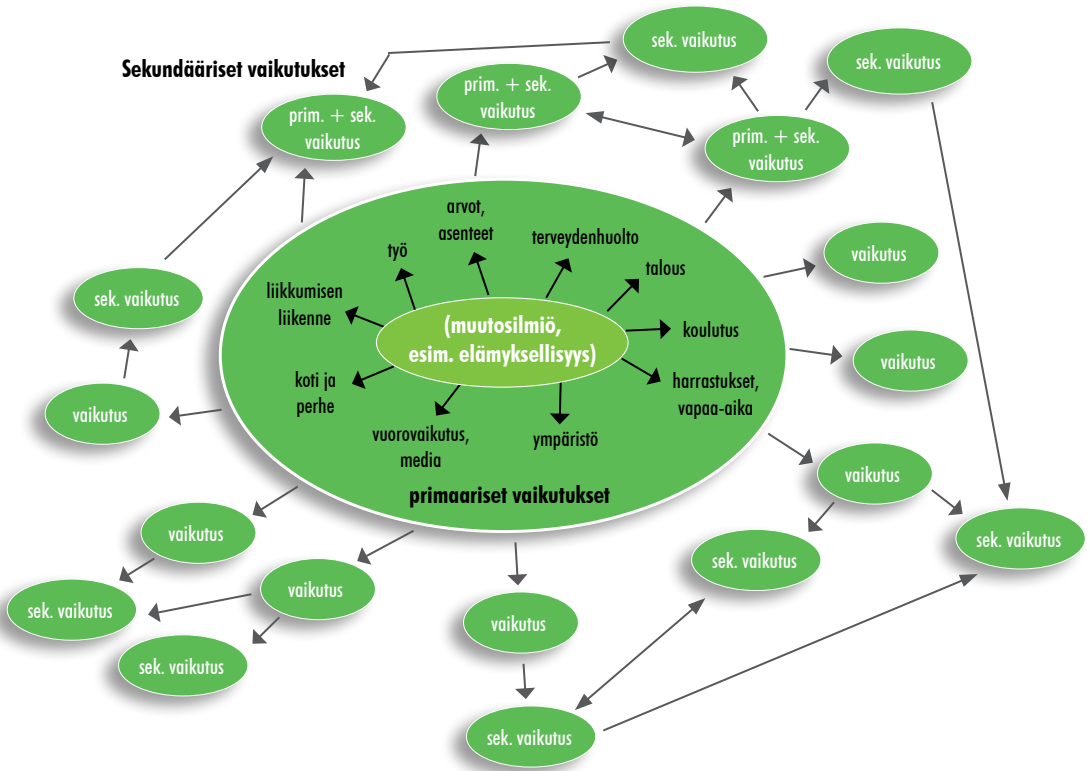 sek. vaikutus
Sekundääriset vaikutukset
sek. vaikutus
prim. + sek.
vaikutus
prim. + sek.
vaikutus
prim. + sek.
vaikutus
arvot,
asenteet
terveydenhuolto
työ
talous
vaikutus
liikkumisen
liikenne
sek. vaikutus
(muutosilmiö,
esim. elämyksellisyys)
koulutus
vaikutus
koti ja
perhe
harrastukset,
vapaa-aika
vaikutus
vuorovaikutus,
media
ympäristö
primaariset vaikutukset
vaikutus
vaikutus
sek. vaikutus
sek. vaikutus
vaikutus
sek. vaikutus
vaikutus
sek. vaikutus
sek. vaikutus